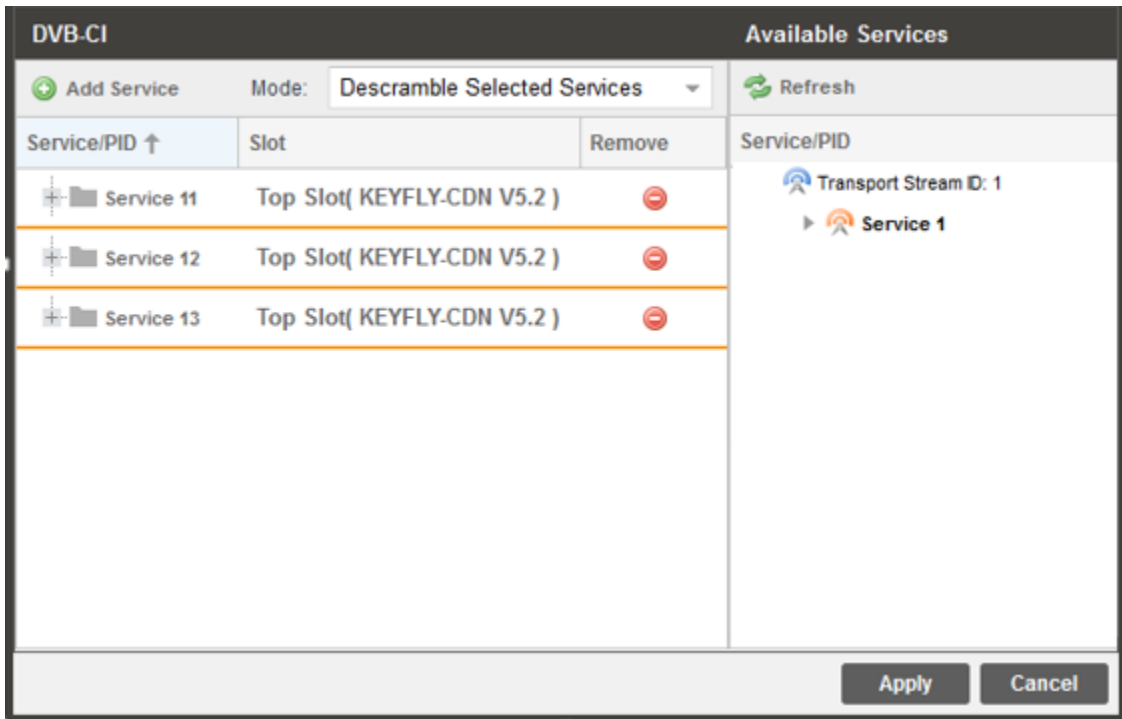 DVB-CI
Available Services
Add Service
Mode:
Descramble Selected Services
Refresh
Service/PID
Slot
Remove
Service/PID
Service 11
Top Slot( KEYFLY-CDN V5.2 )
Service 12
Top Slot( KEYFLY-CDN V5.2 )
Service 13
Top Slot( KEYFLY-CDN V5.2 )
Transport Stream ID: 1
Service 1
Apply
Cancel